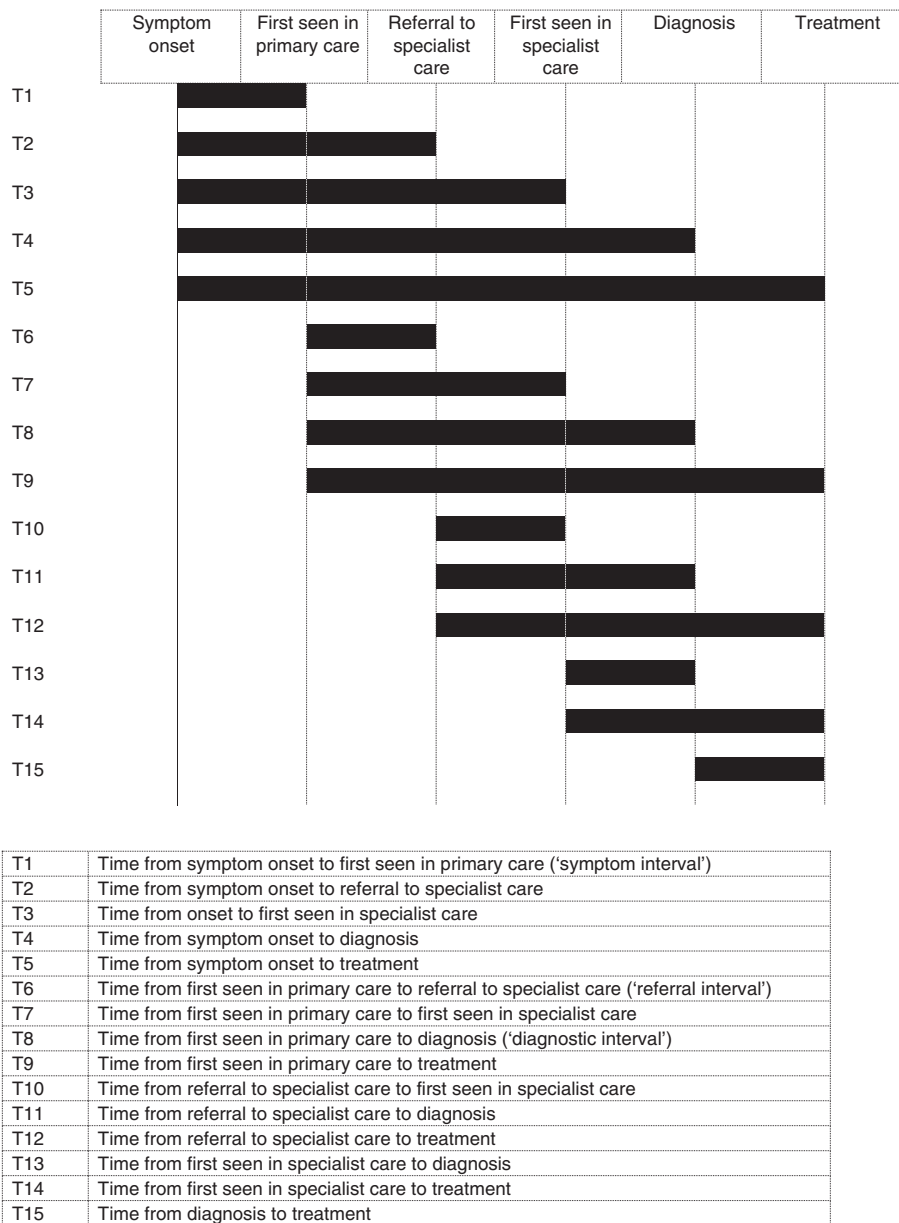 Symptom onset
First seen in primary care
Referral to specialist care
First seen in specialist care
Diagnosis
Treatment
T1
T2
T3
T4
T5
T6
T7
T8
T9
T10
T11
T12
T13
T14
T15
T1 Time from symptom onset to first seen in primary care (‘symptom interval’)
T2 Time from symptom onset to referral to specialist care
T3 Time from onset to first seen in specialist care
T4 Time from symptom onset to diagnosis
T5 Time from symptom onset to treatment
T6 Time from first seen in primary care to referral to specialist care (‘referral interval’)
T7 Time from first seen in primary care to first seen in specialist care
T8 Time from first seen in primary care to diagnosis (‘diagnostic interval’)
T9 Time from first seen in primary care to treatment
T10 Time from referral to specialist care to first seen in specialist care
T11 Time from referral to specialist care to diagnosis
T12 Time from referral to specialist care to treatment
T13 Time from first seen in specialist care to diagnosis
T14 Time from first seen in specialist care to treatment
T15 Time from diagnosis to treatment